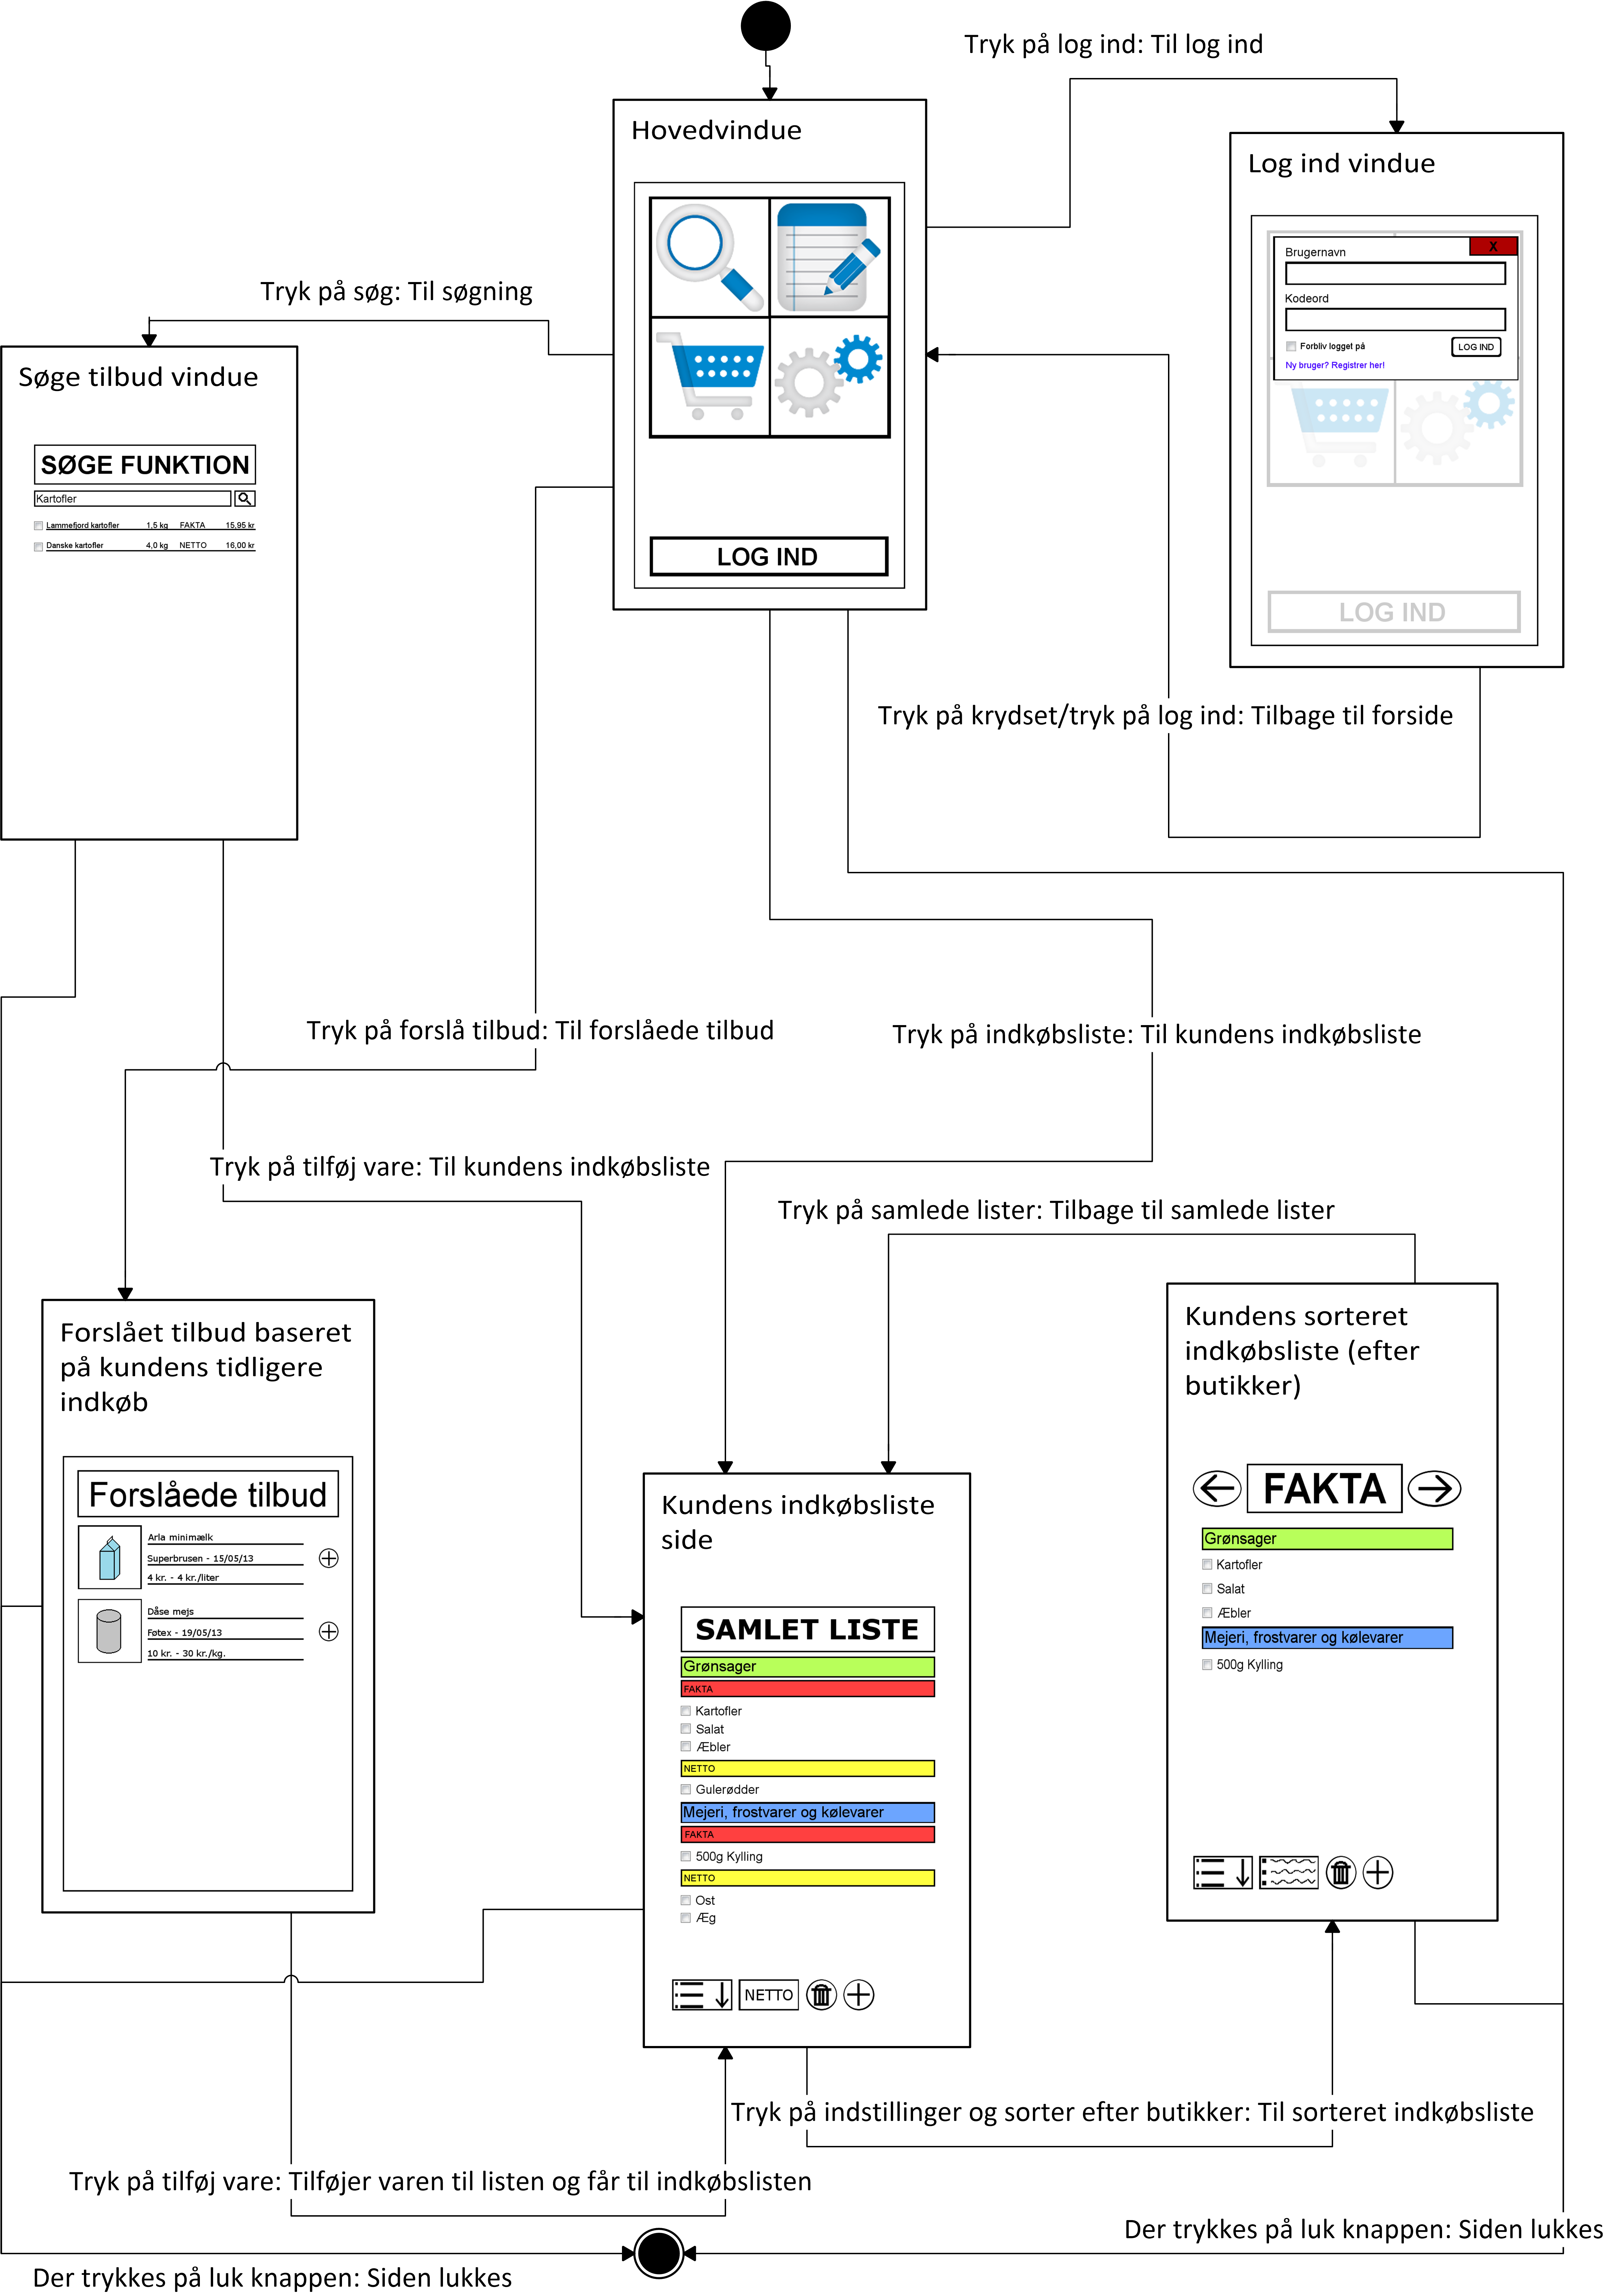 Tryk på log ind: Til log ind
Hovedvindue
LOG IND
Log ind vindue
X
Brugernavn
Kodeord
Forbliv logget på
LOG IND
Ny bruger? Registrer her!
LOG IND
Tryk på søg: Til søgning
Søge tilbud vindue
SØGE FUNKTION
Kartofler
Lammefjord kartofler 1,5 kg FAKTA 15,95 kr
Danske kartofler 4,0 kg NETTO 16,00 kr
Tryk på krydset/tryk på log ind: Tilbage til forside
Tryk på forslå tilbud: Til forslåede tilbud
Tryk på indkøbsliste: Til kundens indkøbsliste
Tryk på tilføj vare: Til kundens indkøbsliste
Tryk på samlede lister: Tilbage til samlede lister
Forslået tilbud baseret
på kundens tidligere
indkøb
Forslåede tilbud
Arla minimælk
Superbrusen - 15/05/13
4 kr. - 4 kr./liter
Dåse mejs
Føtex - 19/05/13
10 kr. - 30 kr./kg.
Kundens indkøbsliste
side
SAMLET LISTE
Grønsager
FAKTA
Kartofler
Salat
Æbler
NETTO
Gulerødder
Mejeri, frostvarer og kølevarer
FAKTA
500g Kylling
NETTO
Ost
Æg
NETTO
Kundens sorteret
indkøbsliste (efter
butikker)
FAKTA
Grønsager
Kartofler
Salat
Æbler
Mejeri, frostvarer og kølevarer
500g Kylling
Tryk på indstillinger og sorter efter butikker: Til sorteret indkøbsliste
Tryk på tilføj vare: Tilføjer varen til listen og får til indkøbslisten
Der trykkes på luk knappen: Siden lukkes
Der trykkes på luk knappen: Siden lukkes